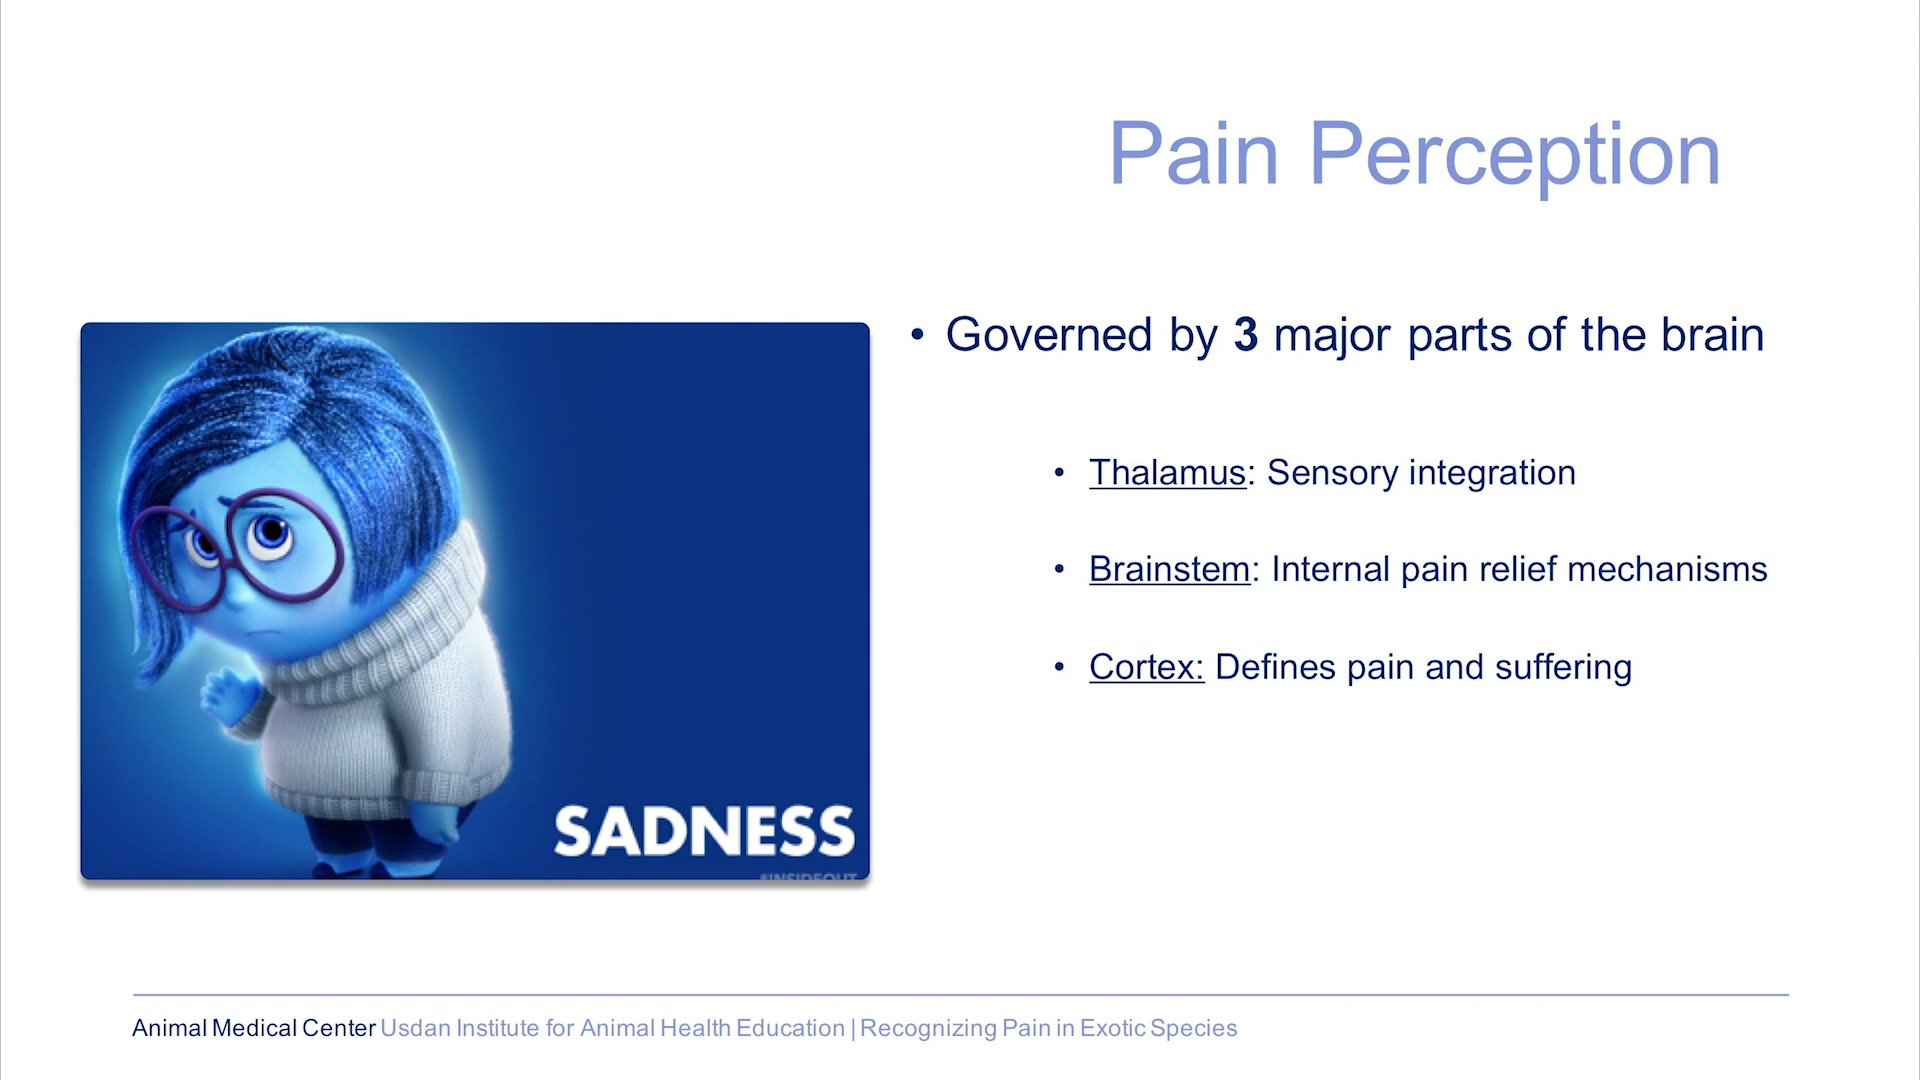 Pain Perception
• Governed by 3 major parts of the brain
• Thalamus: Sensory integration
• Brainstem: Internal pain relief mechanisms
• Cortex: Defines pain and suffering
SADNESS
#INSIDEOUT
Animal Medical Center Usdan Institute for Animal Health Education | Recognizing Pain in Exotic Species